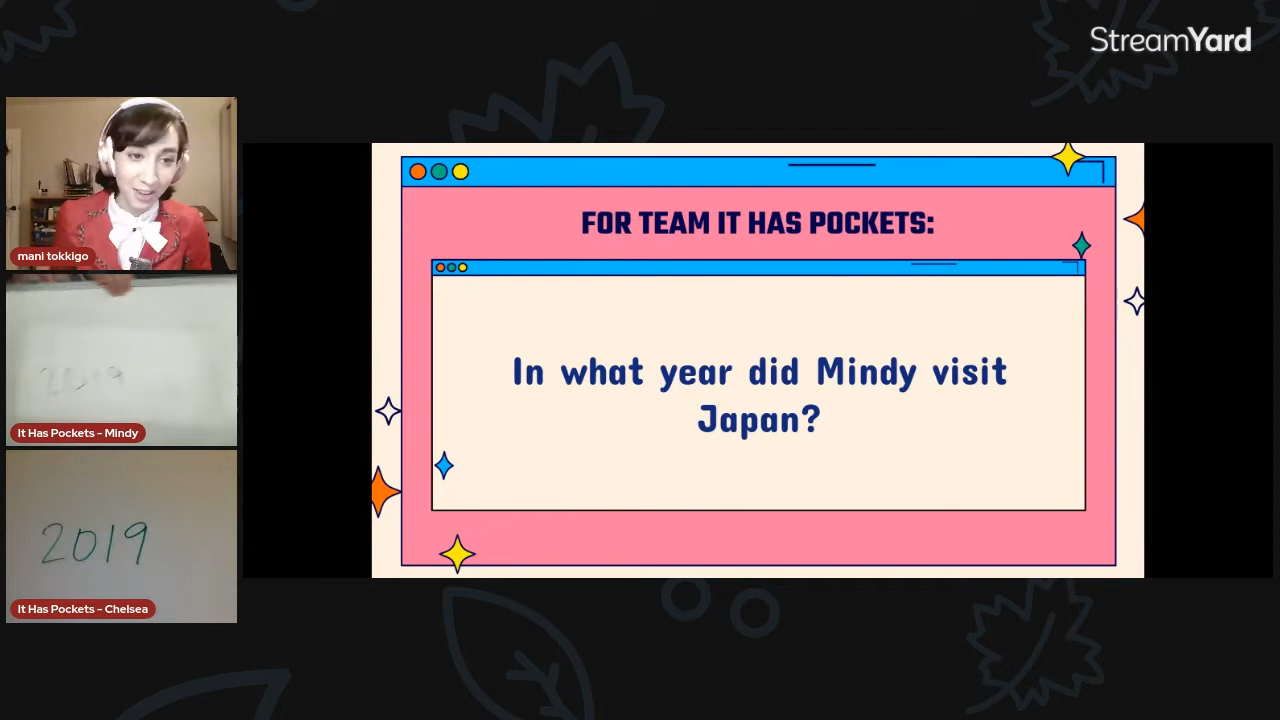 StreamYard
mani tokkigo
2019
It Has Pockets - Mindy
2019
It Has Pockets - Chelsea
FOR TEAM IT HAS POCKETS:
In what year did Mindy visit
Japan?